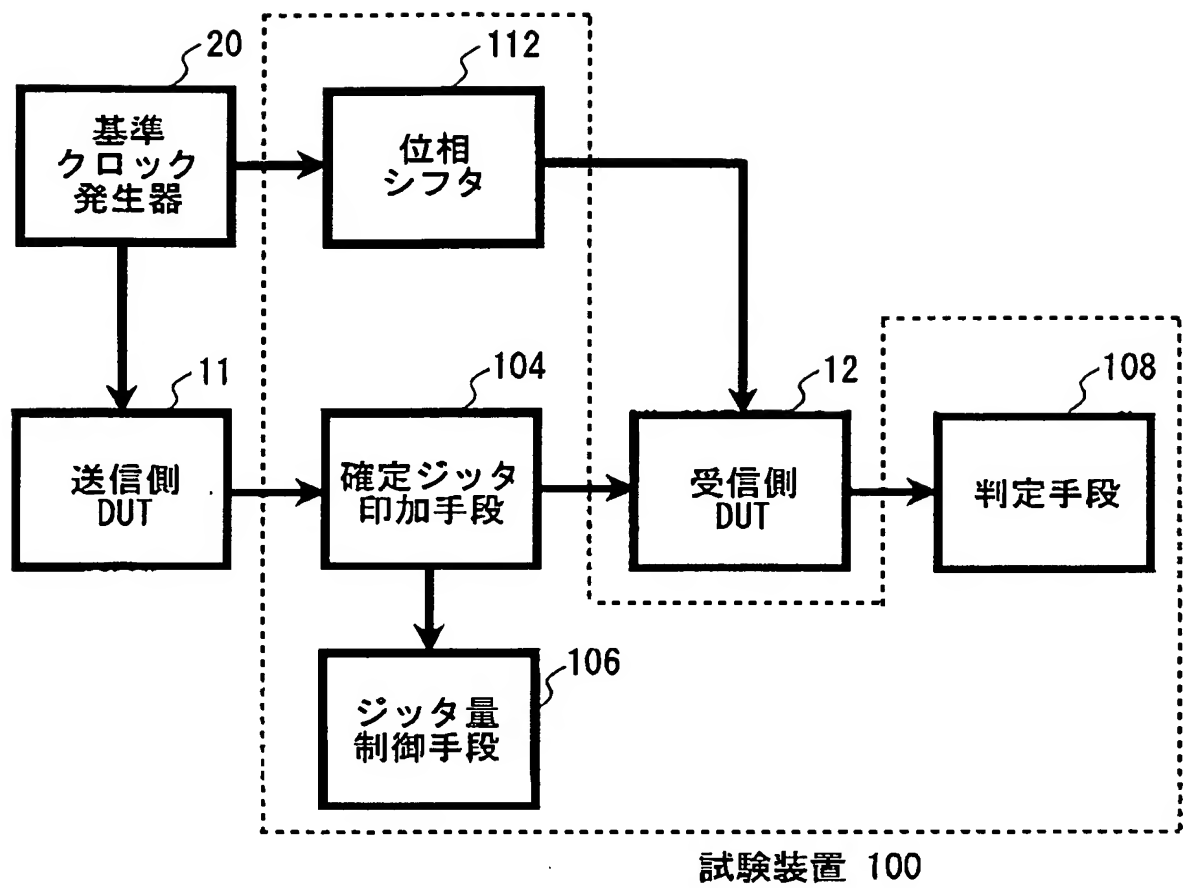 20
基準
クロック
発生器
112
位相
シフタ
11
送信側
DUT
104
確定ジッタ
印加手段
12
受信側
DUT
108
判定手段
106
ジッタ量
制御手段
試験装置 100